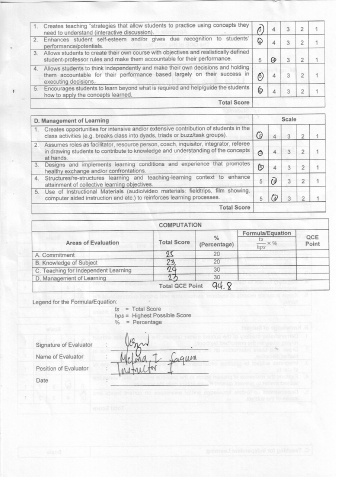 1. Creates teaching strategies that allow students to practice using concepts they need to understand (interactive discussion). 5 4 3 2 1
2. Enhances student self-esteem and/or gives due recognition to students' performance/potentials. 5 4 3 2 1
3. Allows students to create their own course with objectives and realistically defined student-professor rules and make them accountable for their performance. 5 4 3 2 1
4. Allows students to think independently and make their own decisions and holding them accountable for their performance based largely on their success in executing decisions. 5 4 3 2 1
5. Encourages students to learn beyond what is required and help/guide the students how to apply the concepts learned. 5 4 3 2 1
Total Score
D. Management of Learning Scale
1. Creates opportunities for intensive and/or extensive contribution of students in the class activities (e.g. breaks class into dyads, triads or buzz/task groups). 5 4 3 2 1
2. Assumes roles as facilitator, resource person, coach, inquisitor, integrator, referee in drawing students to contribute to knowledge and understanding of the concepts at hands. 5 4 3 2 1
3. Designs and implements learning conditions and experience that promotes healthy exchange and/or confrontations. 5 4 3 2 1
4. Structures/re-structures learning and teaching-learning context to enhance attainment of collective learning objectives. 5 4 3 2 1
5. Use of Instructional Materials (audio/video materials: fieldtrips, film showing, computer aided instruction and etc.) to reinforces learning processes. 5 4 3 2 1
Total Score
COMPUTATION
Areas of Evaluation Total Score % (Percentage) Formula/Equation ts/hps × % QCE Point
A. Commitment 25 20
B. Knowledge of Subject 23 20
C. Teaching for Independent Learning 24 30
D. Management of Learning 23 30
Total QCE Point 94.8
Legend for the Formula/Equation:
ts = Total Score
hps = Highest Possible Score
% = Percentage
Signature of Evaluator :
Name of Evaluator :
Position of Evaluator : Instructor I
Date :